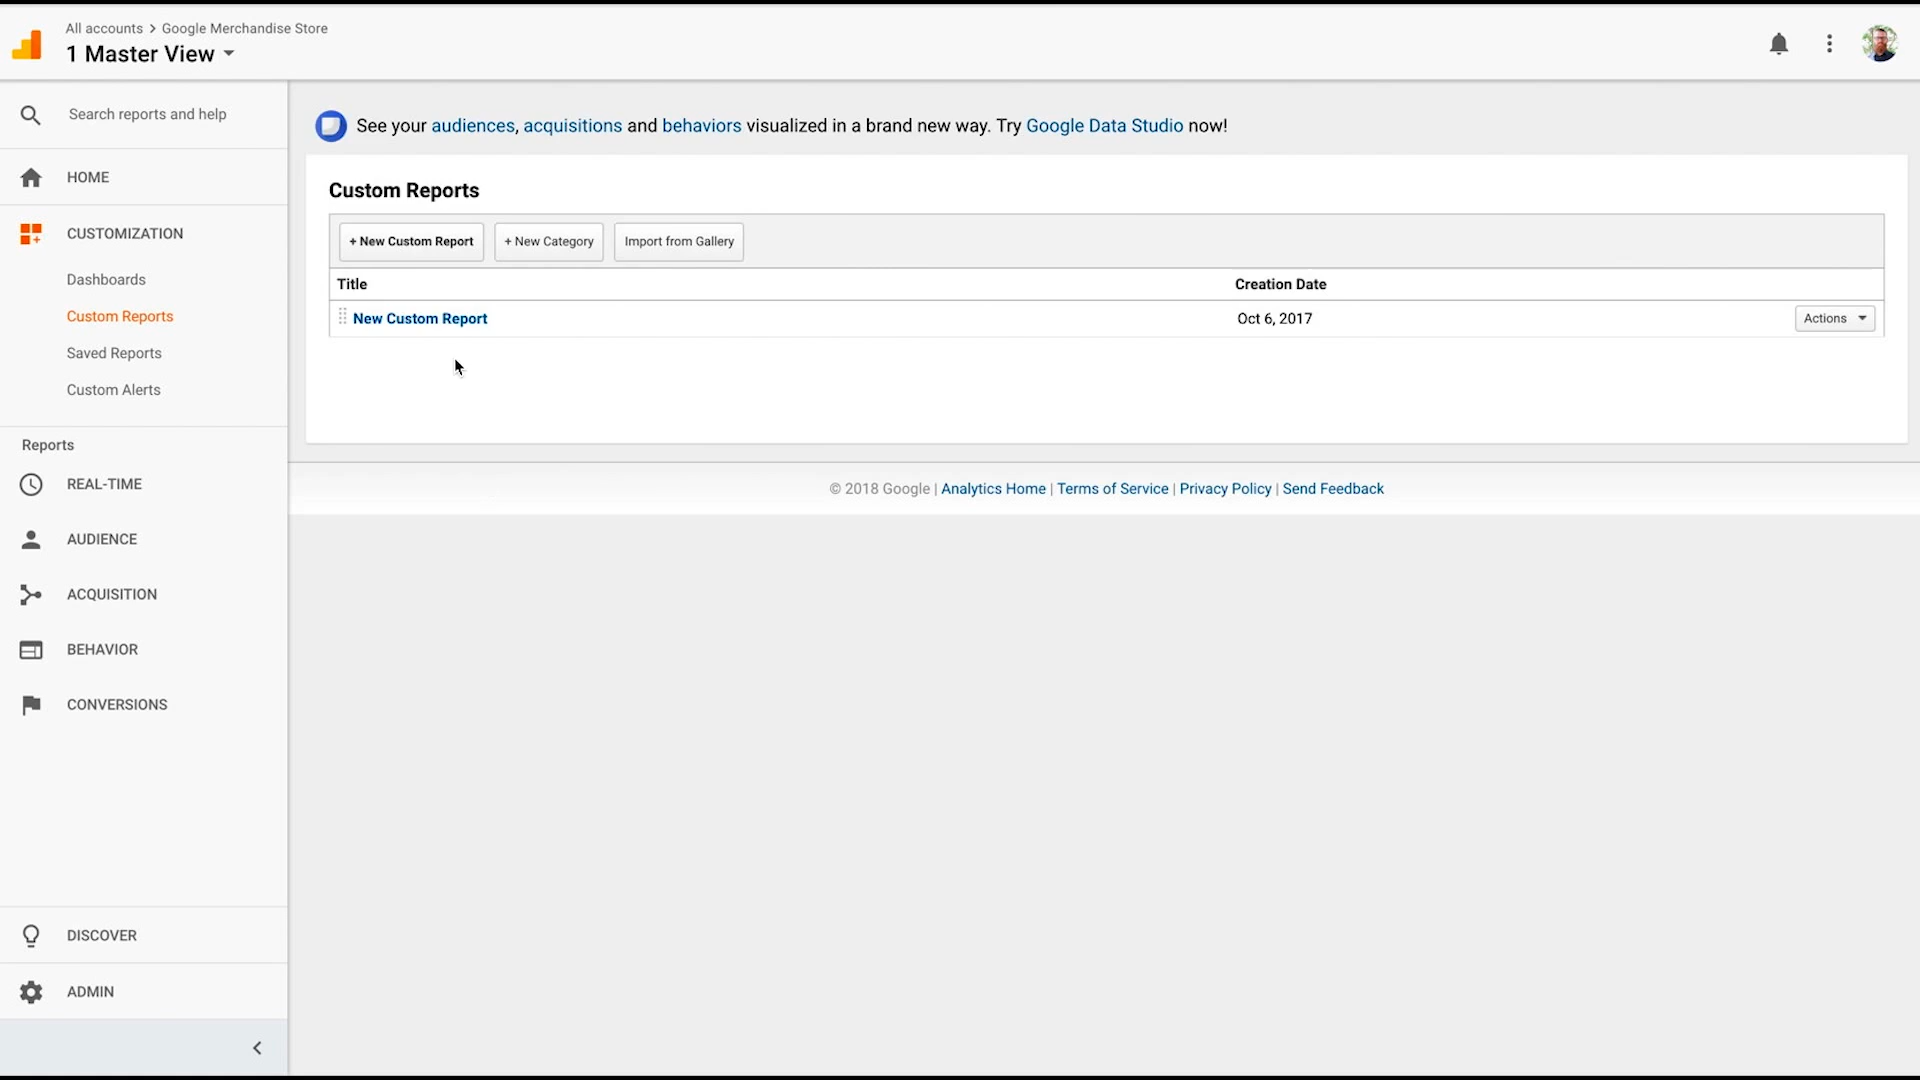 All accounts > Google Merchandise Store
1 Master View
Search reports and help
HOME
CUSTOMIZATION
Dashboards
Custom Reports
Saved Reports
Custom Alerts
Reports
REAL-TIME
AUDIENCE
ACQUISITION
BEHAVIOR
CONVERSIONS
DISCOVER
ADMIN
See your audiences, acquisitions and behaviors visualized in a brand new way. Try Google Data Studio now!
Custom Reports
+ New Custom Report + New Category Import from Gallery
Title Creation Date
New Custom Report Oct 6, 2017 Actions
© 2018 Google | Analytics Home | Terms of Service | Privacy Policy | Send Feedback